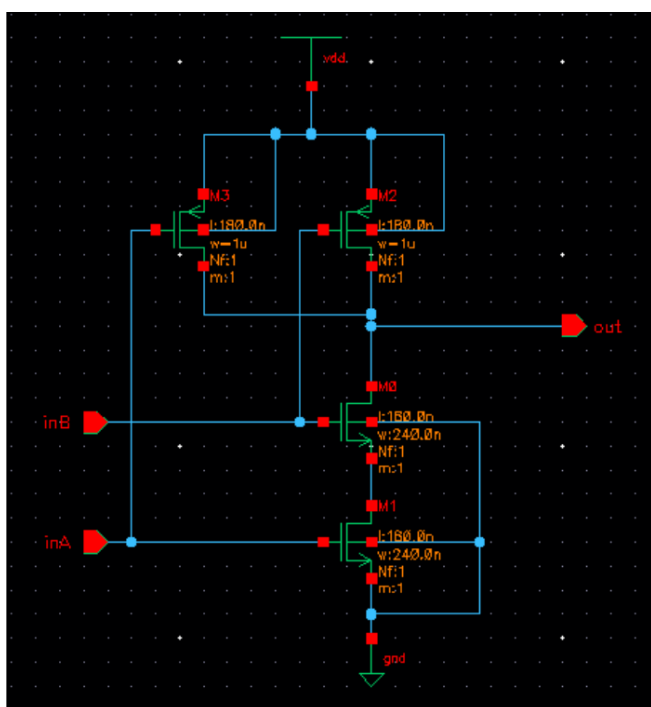 vdd
M3
l:180.0n
w=1u
Nf:1
m:1
M2
l:180.0n
w=1u
Nf:1
m:1
out
M0
l:180.0n
w:240.0n
Nf:1
m:1
inB
M1
l:180.0n
w:240.0n
Nf:1
m:1
inA
gnd